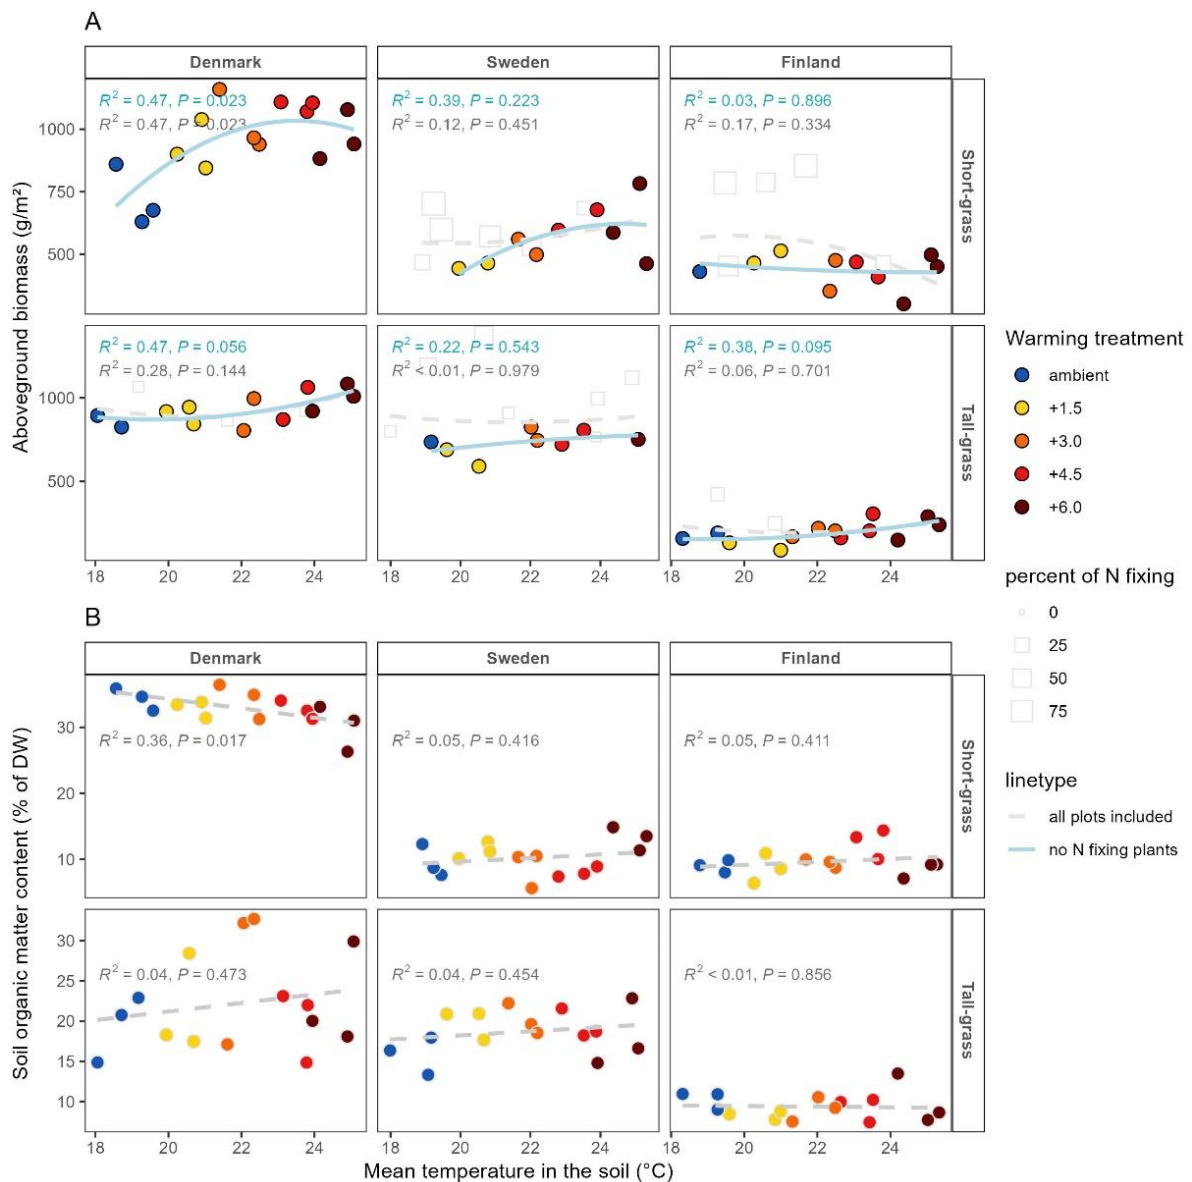 A
Denmark
Sweden
Finland
R² = 0.47, P = 0.023
R² = 0.47, P = 0.023
R² = 0.39, P = 0.223
R² = 0.12, P = 0.451
R² = 0.03, P = 0.896
R² = 0.17, P = 0.334
1000
750
500
Short-grass
R² = 0.47, P = 0.056
R² = 0.28, P = 0.144
R² = 0.22, P = 0.543
R² < 0.01, P = 0.979
R² = 0.38, P = 0.095
R² = 0.06, P = 0.701
1000
500
Tall-grass
Aboveground biomass (g/m²)
18 20 22 24
18 20 22 24
18 20 22 24
B
Denmark
Sweden
Finland
30
20
10
R² = 0.36, P = 0.017
R² = 0.05, P = 0.416
R² = 0.05, P = 0.411
Short-grass
30
25
20
15
10
R² = 0.04, P = 0.473
R² = 0.04, P = 0.454
R² < 0.01, P = 0.856
Tall-grass
Soil organic matter content (% of DW)
18 20 22 24
18 20 22 24
18 20 22 24
Mean temperature in the soil (°C)
Warming treatment
ambient
+1.5
+3.0
+4.5
+6.0
percent of N fixing
0
25
50
75
linetype
all plots included
no N fixing plants